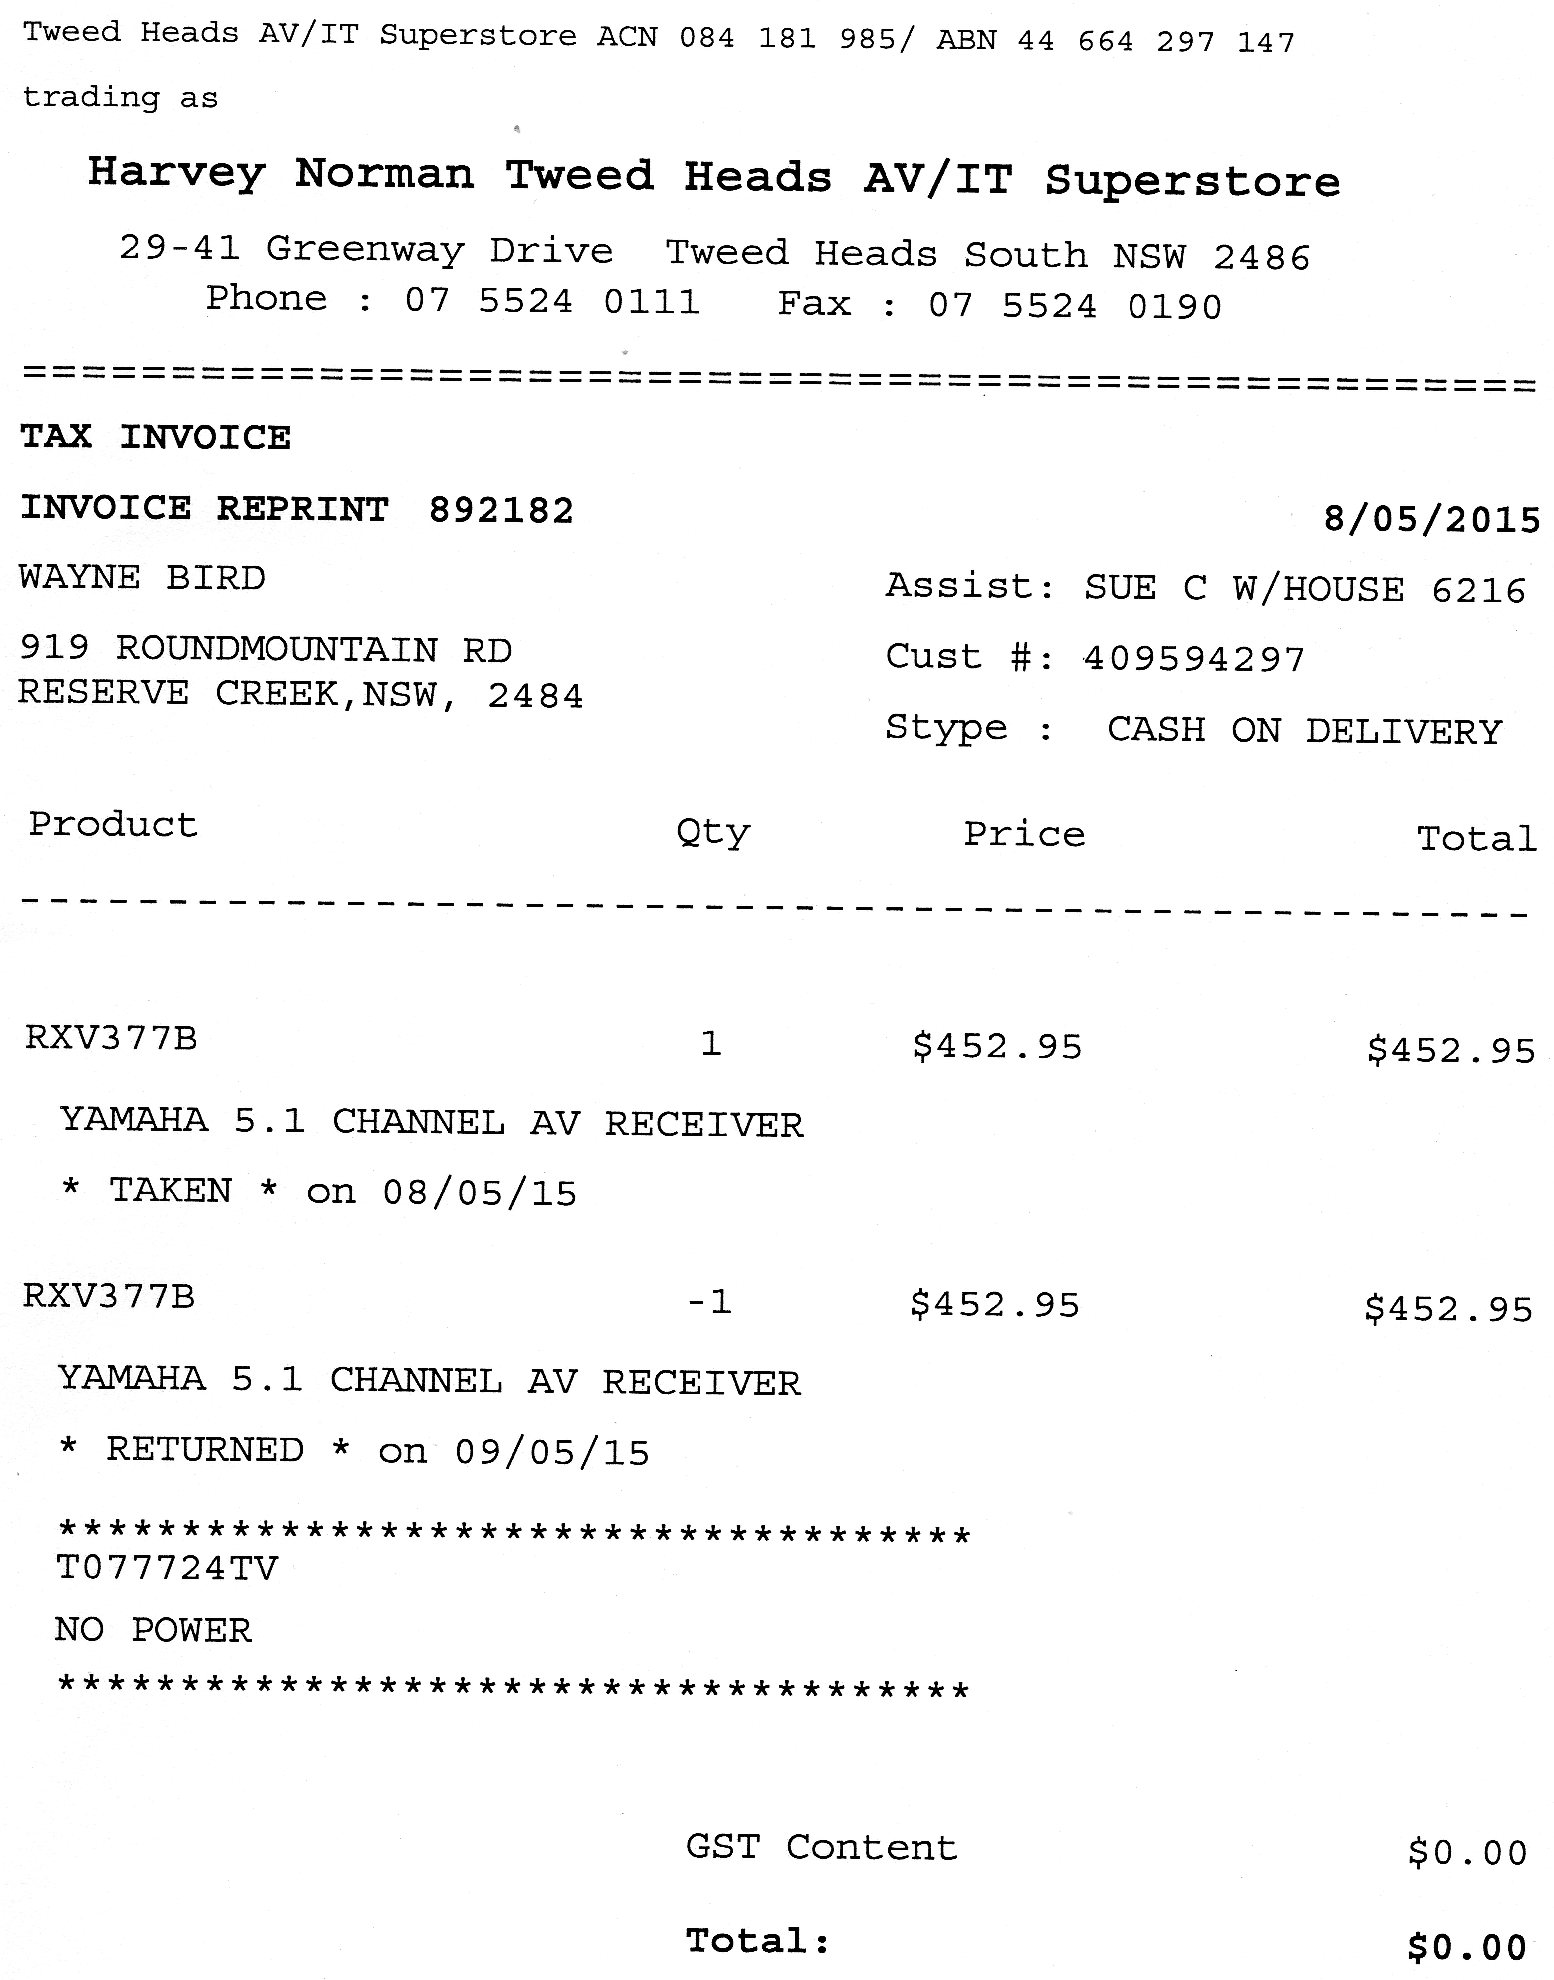 Tweed Heads AV/IT Superstore ACN 084 181 985/ ABN 44 664 297 147
trading as
Harvey Norman Tweed Heads AV/IT Superstore
29-41 Greenway Drive Tweed Heads South NSW 2486
Phone : 07 5524 0111 Fax : 07 5524 0190
====================================================
TAX INVOICE
INVOICE REPRINT 892182 8/05/2015
WAYNE BIRD Assist: SUE C W/HOUSE 6216
919 ROUNDMOUNTAIN RD Cust #: 409594297
RESERVE CREEK,NSW, 2484
Stype : CASH ON DELIVERY
Product Qty Price Total
----------------------------------------------------
RXV377B 1 $452.95 $452.95
YAMAHA 5.1 CHANNEL AV RECEIVER
* TAKEN * on 08/05/15
RXV377B -1 $452.95 $452.95
YAMAHA 5.1 CHANNEL AV RECEIVER
* RETURNED * on 09/05/15
*************************************
T077724TV
NO POWER
*************************************
GST Content $0.00
Total: $0.00